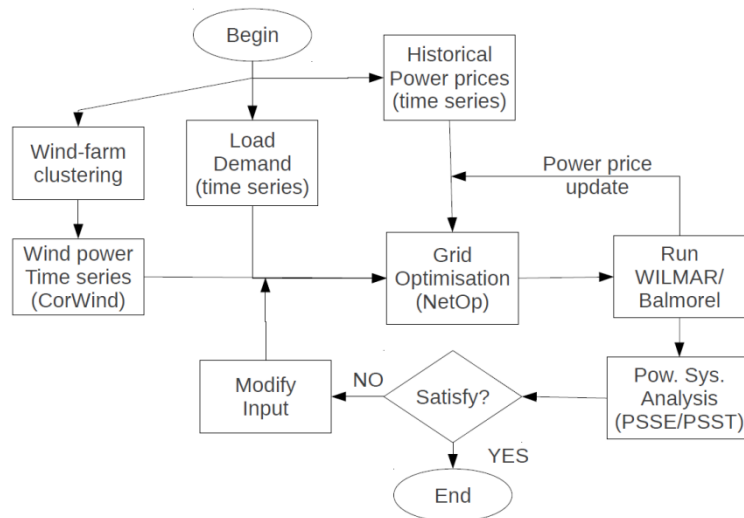 Begin
Historical
Power prices
(time series)
Wind-farm
clustering
Load
Demand
(time series)
Power price
update
Wind power
Time series
(CorWind)
Grid
Optimisation
(NetOp)
Run
WILMAR/
Balmorel
Modify
Input
NO
Satisfy?
Pow. Sys.
Analysis
(PSSE/PSST)
YES
End